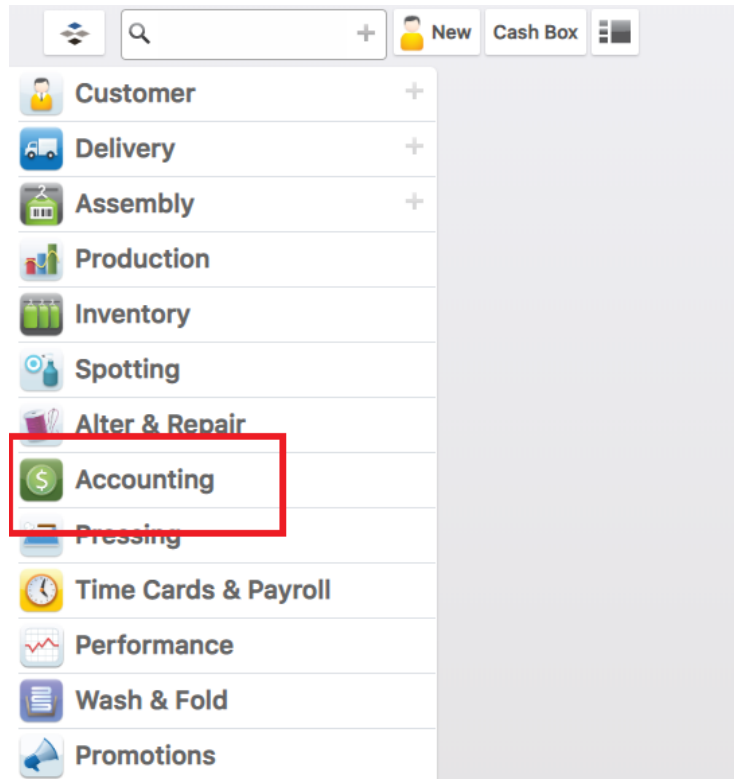 New Cash Box
Customer
Delivery
Assembly
Production
Inventory
Spotting
Alter & Repair
Accounting
Pressing
Time Cards & Payroll
Performance
Wash & Fold
Promotions